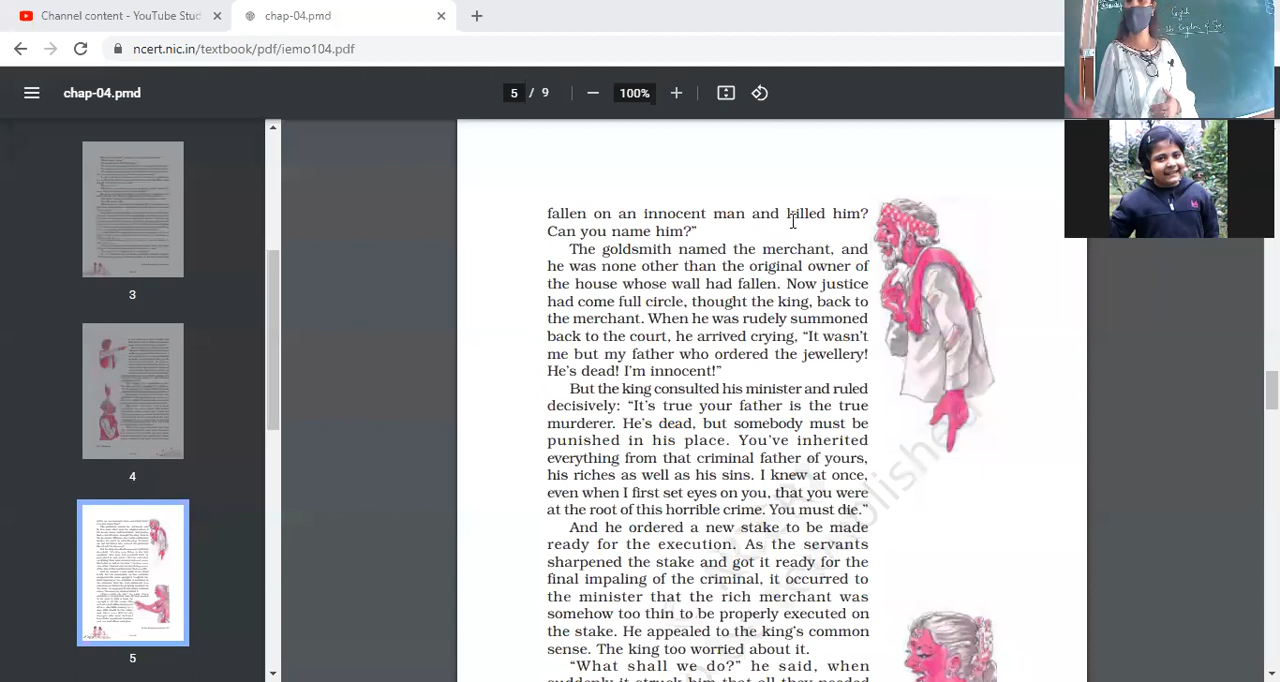 Channel content - YouTube Stud
chap-04.pmd
ncert.nic.in/textbook/pdf/iemo104.pdf
chap-04.pmd
5 / 9
100%
3
4
5
fallen on an innocent man and killed him?
Can you name him?”
The goldsmith named the merchant, and
he was none other than the original owner of
the house whose wall had fallen. Now justice
had come full circle, thought the king, back to
the merchant. When he was rudely summoned
back to the court, he arrived crying, “It wasn’t
me but my father who ordered the jewellery!
He’s dead! I’m innocent!”
But the king consulted his minister and ruled
decisively: “It’s true your father is the true
murderer. He’s dead, but somebody must be
punished in his place. You’ve inherited
everything from that criminal father of yours,
his riches as well as his sins. I knew at once,
even when I first set eyes on you, that you were
at the root of this horrible crime. You must die.”
And he ordered a new stake to be made
ready for the execution. As the servants
sharpened the stake and got it ready for the
final impaling of the criminal, it occurred to
the minister that the rich merchant was
somehow too thin to be properly executed on
the stake. He appealed to the king’s common
sense. The king too worried about it.
“What shall we do?” he said, when
suddenly it struck him that all they needed